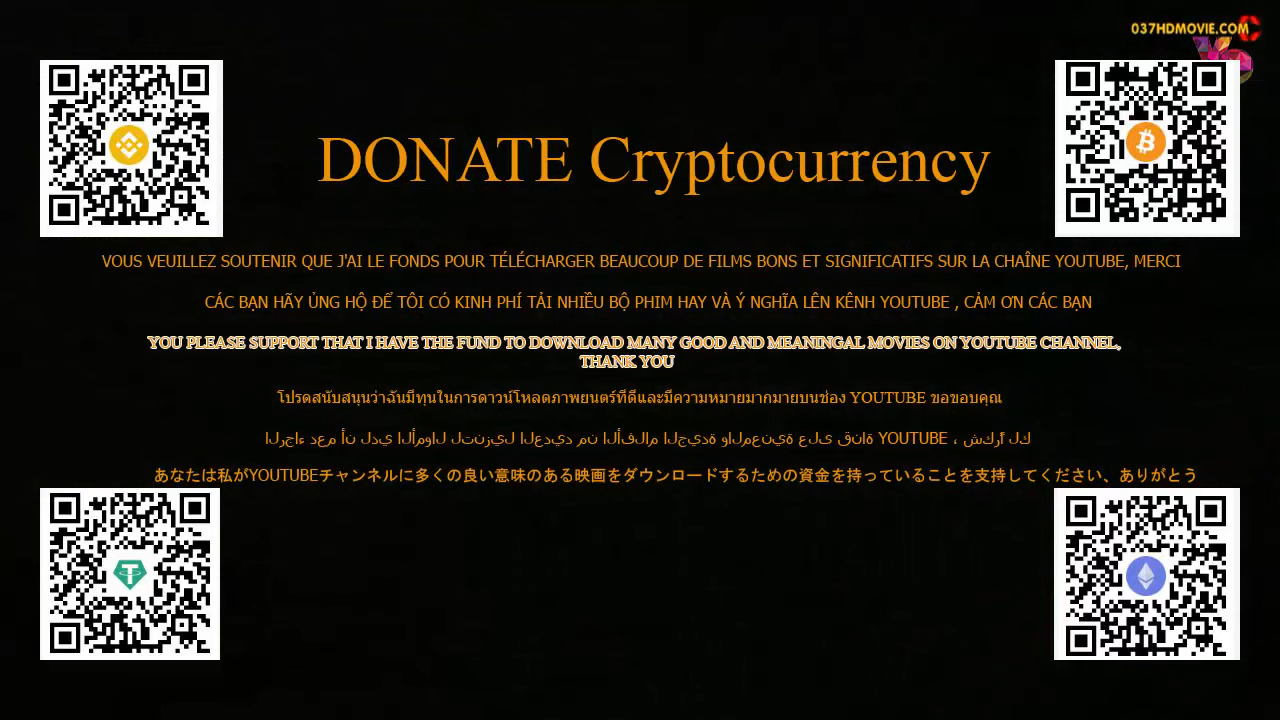 037HDMOVIE.COM
DONATE Cryptocurrency
VOUS VEUILLEZ SOUTENIR QUE J'AI LE FONDS POUR TÉLÉCHARGER BEAUCOUP DE FILMS BONS ET SIGNIFICATIFS SUR LA CHAÎNE YOUTUBE, MERCI
CÁC BẠN HÃY ỦNG HỘ ĐỂ TÔI CÓ KINH PHÍ TẢI NHIỀU BỘ PHIM HAY VÀ Ý NGHĨA LÊN KÊNH YOUTUBE , CẢM ƠN CÁC BẠN
YOU PLEASE SUPPORT THAT I HAVE THE FUND TO DOWNLOAD MANY GOOD AND MEANINGAL MOVIES ON YOUTUBE CHANNEL,
THANK YOU
โปรดสนับสนุนว่าฉันมีทุนในการดาวน์โหลดภาพยนตร์ที่ดีและมีความหมายมากมายบนช่อง YOUTUBE ขอขอบคุณ
الرجاء دعم أن لدي الأموال لتنزيل العديد من الأفلام الجيدة والمعنية على قناة YOUTUBE ، شكرًا لك
あなたは私がYOUTUBEチャンネルに多くの良い意味のある映画をダウンロードするための資金を持っていることを支持してください、ありがとう